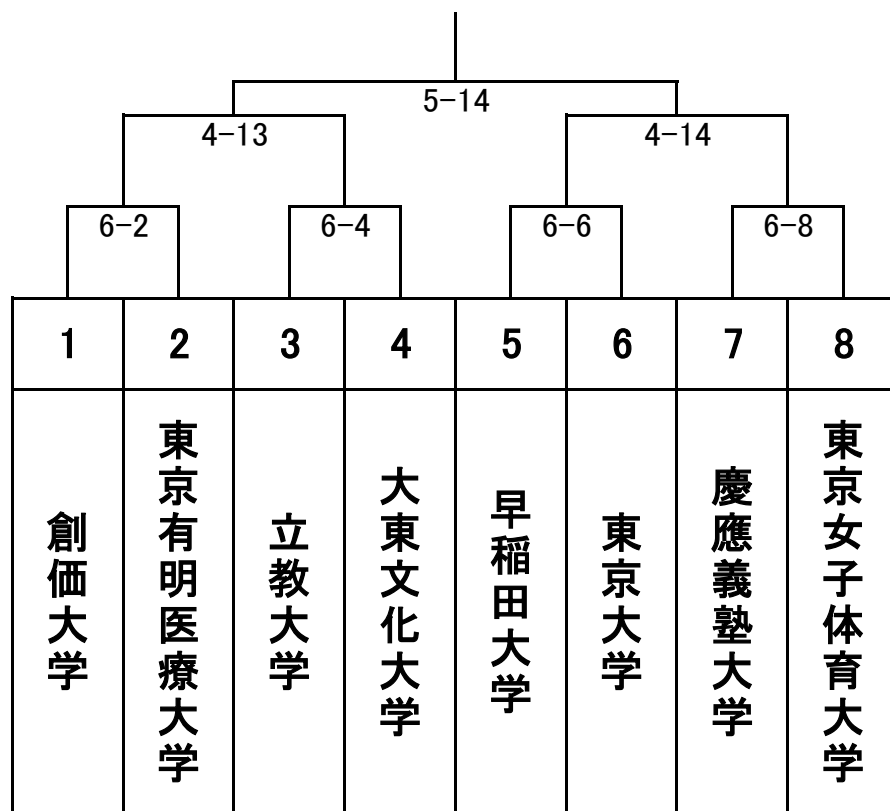 5-14
4-13
4-14
6-2
6-4
6-6
6-8
1
2
3
4
5
6
7
8
創価大学
東京有明医療大学
立教大学
大東文化大学
早稲田大学
東京大学
慶應義塾大学
東京女子体育大学